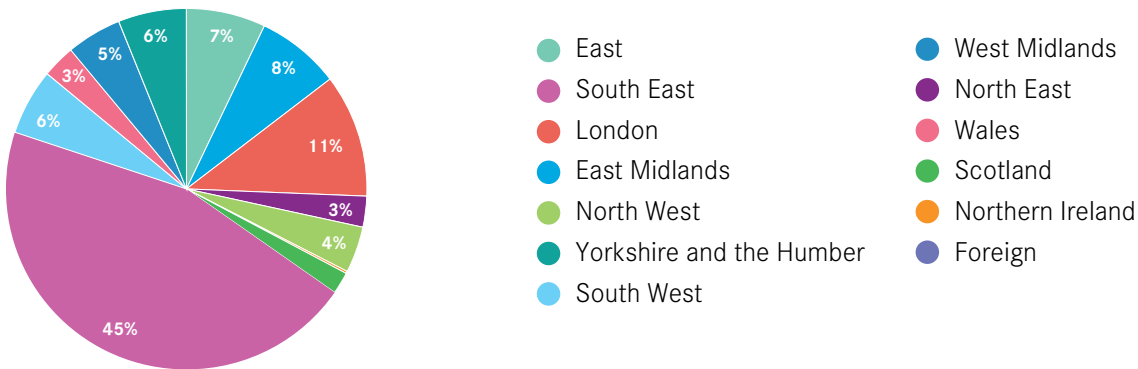 7%
8%
11%
3%
4%
45%
6%
3%
5%
6%
East
South East
London
East Midlands
North West
Yorkshire and the Humber
South West
West Midlands
North East
Wales
Scotland
Northern Ireland
Foreign